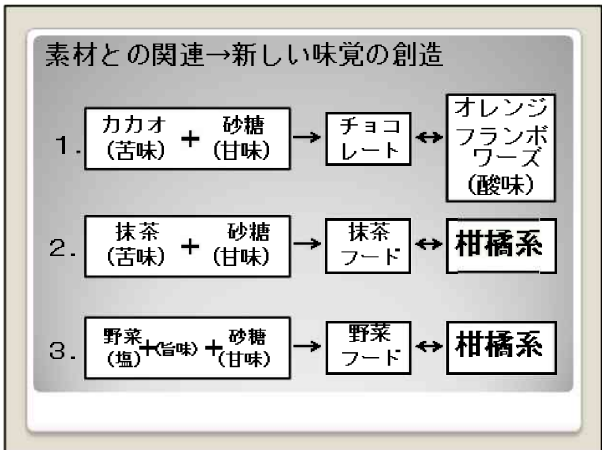 素材との関連→新しい味覚の創造
1.
カカオ + 砂糖
(苦味) (甘味)
→
チョコ
レート
↔
オレンジ
フランボ
ワーズ
(酸味)
2.
抹茶 + 砂糖
(苦味) (甘味)
→
抹茶
フード
↔
柑橘系
3.
野菜+(旨味)+砂糖
(塩) (甘味)
→
野菜
フード
↔
柑橘系